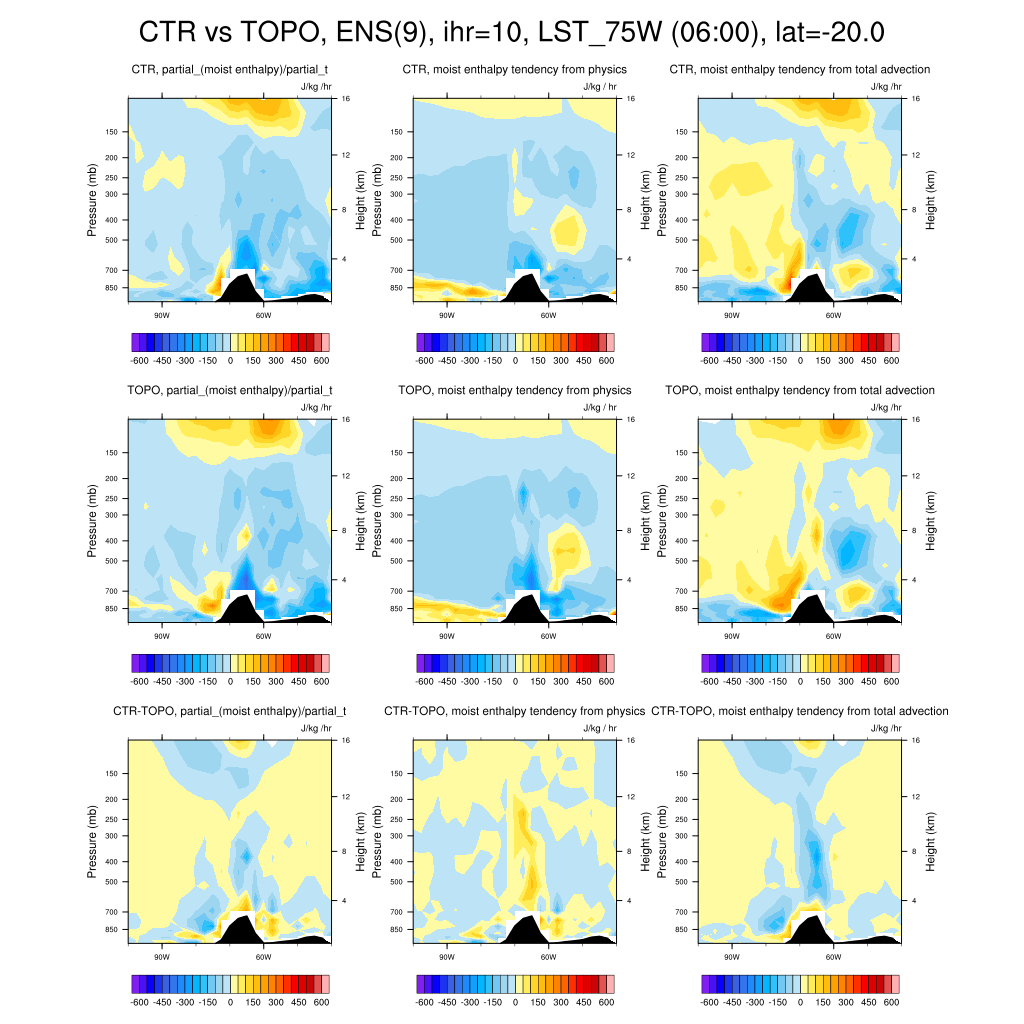 CTR vs TOPO, ENS(9), ihr=10, LST_75W (06:00), lat=-20.0
CTR, partial_(moist enthalpy)/partial_t
J/kg /hr
CTR, moist enthalpy tendency from physics
J/kg /hr
CTR, moist enthalpy tendency from total advection
J/kg /hr
Pressure (mb)
150
200
250
300
400
500
700
850
16
12
8
4
Height (km)
90W
60W
Pressure (mb)
150
200
250
300
400
500
700
850
16
12
8
4
Height (km)
90W
60W
Pressure (mb)
150
200
250
300
400
500
700
850
16
12
8
4
Height (km)
90W
60W
-600 -450 -300 -150 0 150 300 450 600
-600 -450 -300 -150 0 150 300 450 600
-600 -450 -300 -150 0 150 300 450 600
TOPO, partial_(moist enthalpy)/partial_t
J/kg /hr
TOPO, moist enthalpy tendency from physics
J/kg /hr
TOPO, moist enthalpy tendency from total advection
J/kg /hr
Pressure (mb)
150
200
250
300
400
500
700
850
16
12
8
4
Height (km)
90W
60W
Pressure (mb)
150
200
250
300
400
500
700
850
16
12
8
4
Height (km)
90W
60W
Pressure (mb)
150
200
250
300
400
500
700
850
16
12
8
4
Height (km)
90W
60W
-600 -450 -300 -150 0 150 300 450 600
-600 -450 -300 -150 0 150 300 450 600
-600 -450 -300 -150 0 150 300 450 600
CTR-TOPO, partial_(moist enthalpy)/partial_t
J/kg / hr
CTR-TOPO, moist enthalpy tendency from physics
J/kg / hr
CTR-TOPO, moist enthalpy tendency from total advection
J/kg / hr
Pressure (mb)
150
200
250
300
400
500
700
850
16
12
8
4
Height (km)
90W
60W
Pressure (mb)
150
200
250
300
400
500
700
850
16
12
8
4
Height (km)
90W
60W
Pressure (mb)
150
200
250
300
400
500
700
850
16
12
8
4
Height (km)
90W
60W
-600 -450 -300 -150 0 150 300 450 600
-600 -450 -300 -150 0 150 300 450 600
-600 -450 -300 -150 0 150 300 450 600